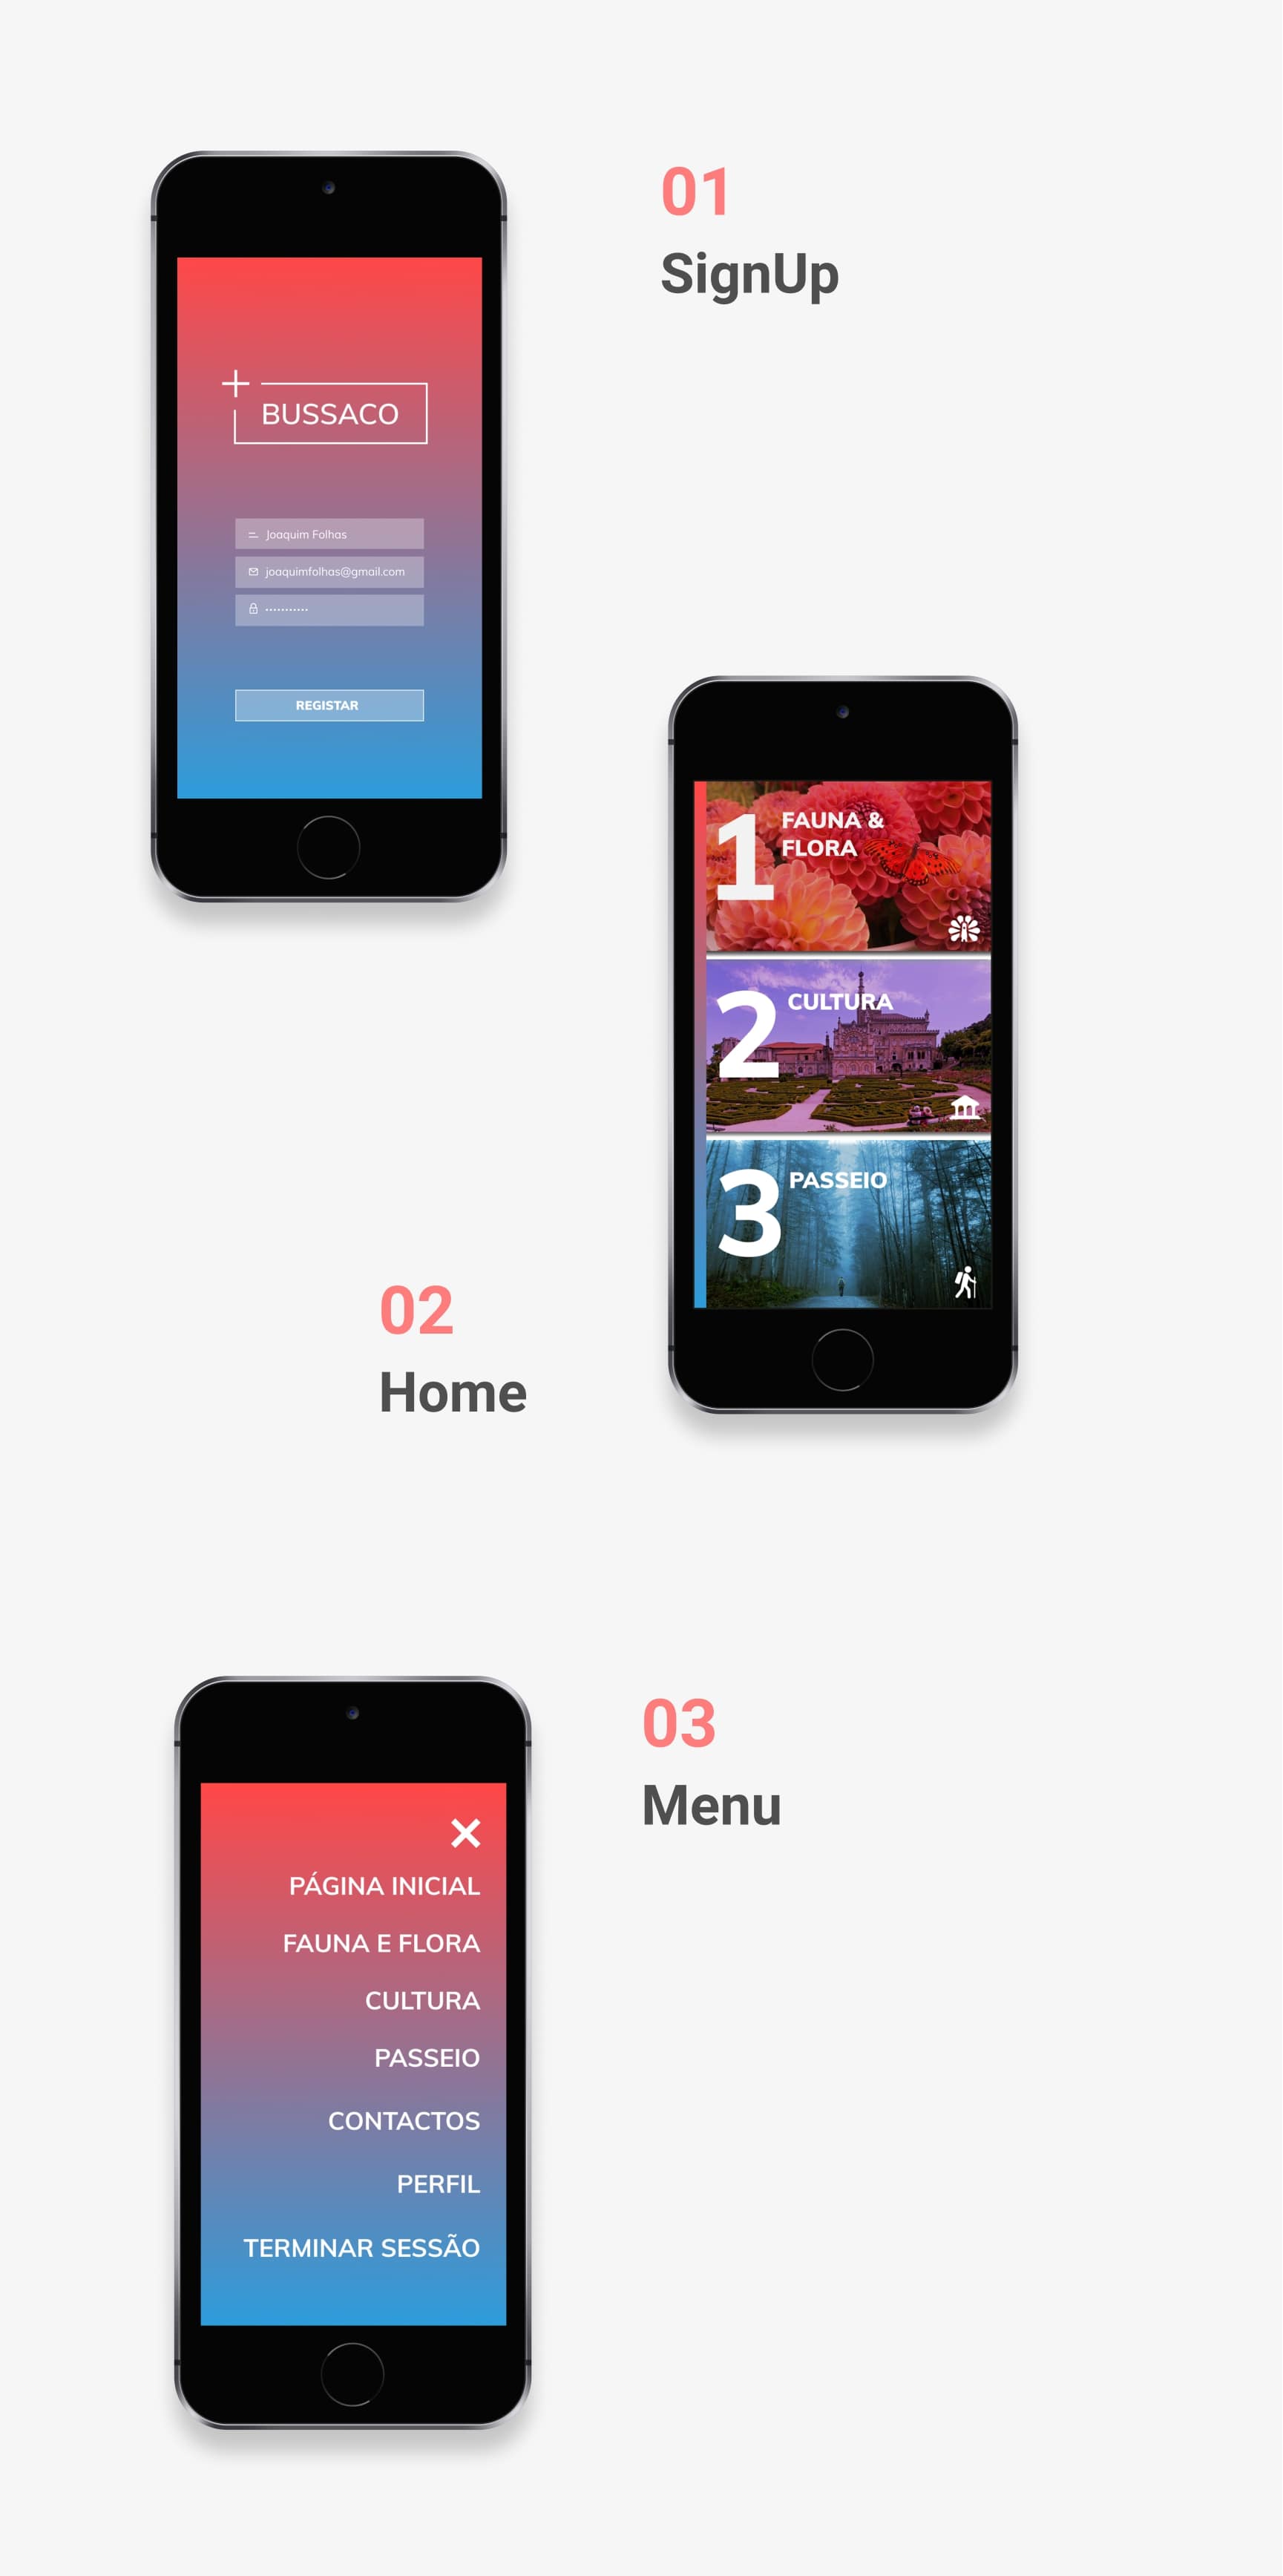 01
SignUp
BUSSACO
Joaquim Folhas
joaquimfolhas@gmail.com
REGISTAR
1
FAUNA &
FLORA
2
CULTURA
3
PASSEIO
02
Home
03
Menu
PÁGINA INICIAL
FAUNA E FLORA
CULTURA
PASSEIO
CONTACTOS
PERFIL
TERMINAR SESSÃO